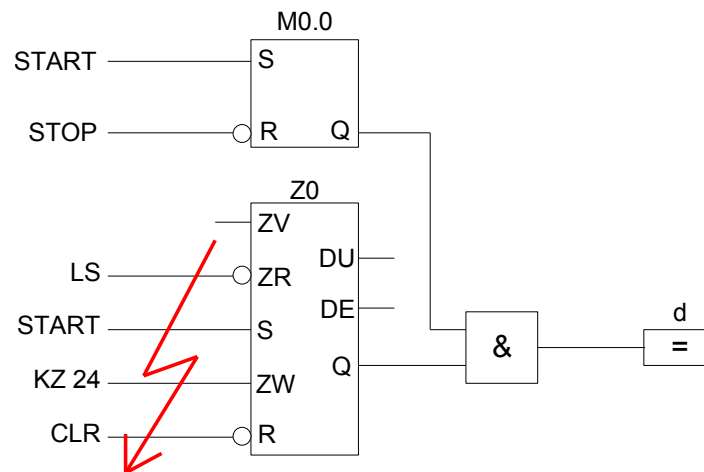 M0.0
START S
STOP R Q
Z0
ZV
DU
LS ZR
DE
START S
d
& =
Q
KZ 24 ZW
CLR R